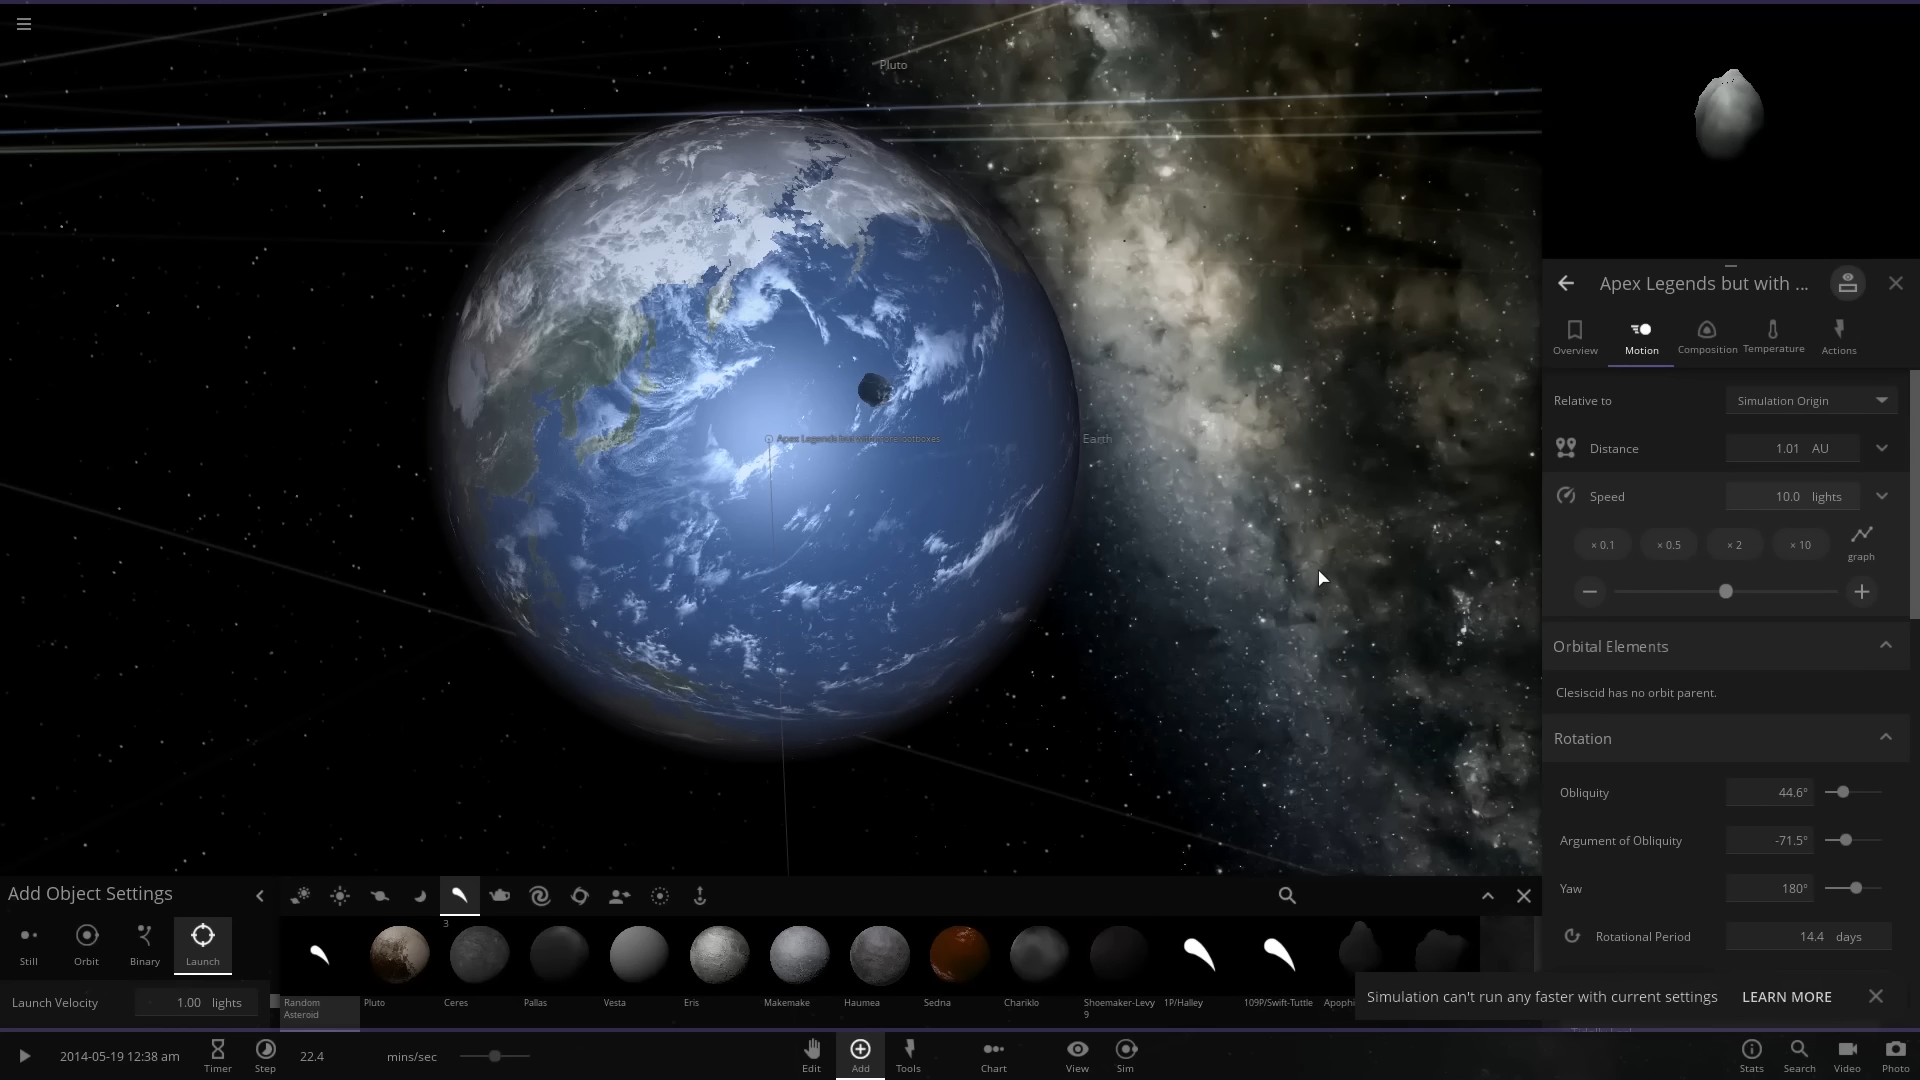 Pluto
Apex Legends but with
Earth
Apex Legends but with ...
Overview
Motion
Composition
Temperature
Actions
Relative to
Simulation Origin
Distance
1.01 AU
Speed
10.0 lights
× 0.1
× 0.5
× 2
× 10
graph
Orbital Elements
Clesiscid has no orbit parent.
Rotation
Obliquity
44.6°
Argument of Obliquity
-71.5°
Yaw
180°
Rotational Period
14.4 days
Add Object Settings
Still
Orbit
Binary
Launch
Launch Velocity
1.00 lights
3
Random
Asteroid
Pluto
Ceres
Pallas
Vesta
Eris
Makemake
Haumea
Sedna
Chariklo
Shoemaker-Levy
9
1P/Halley
109P/Swift-Tuttle
Apophi
Simulation can't run any faster with current settings
LEARN MORE
2014-05-19 12:38 am
Timer
Step
22.4
mins/sec
Edit
Add
Tools
Chart
View
Sim
Stats
Search
Video
Photo